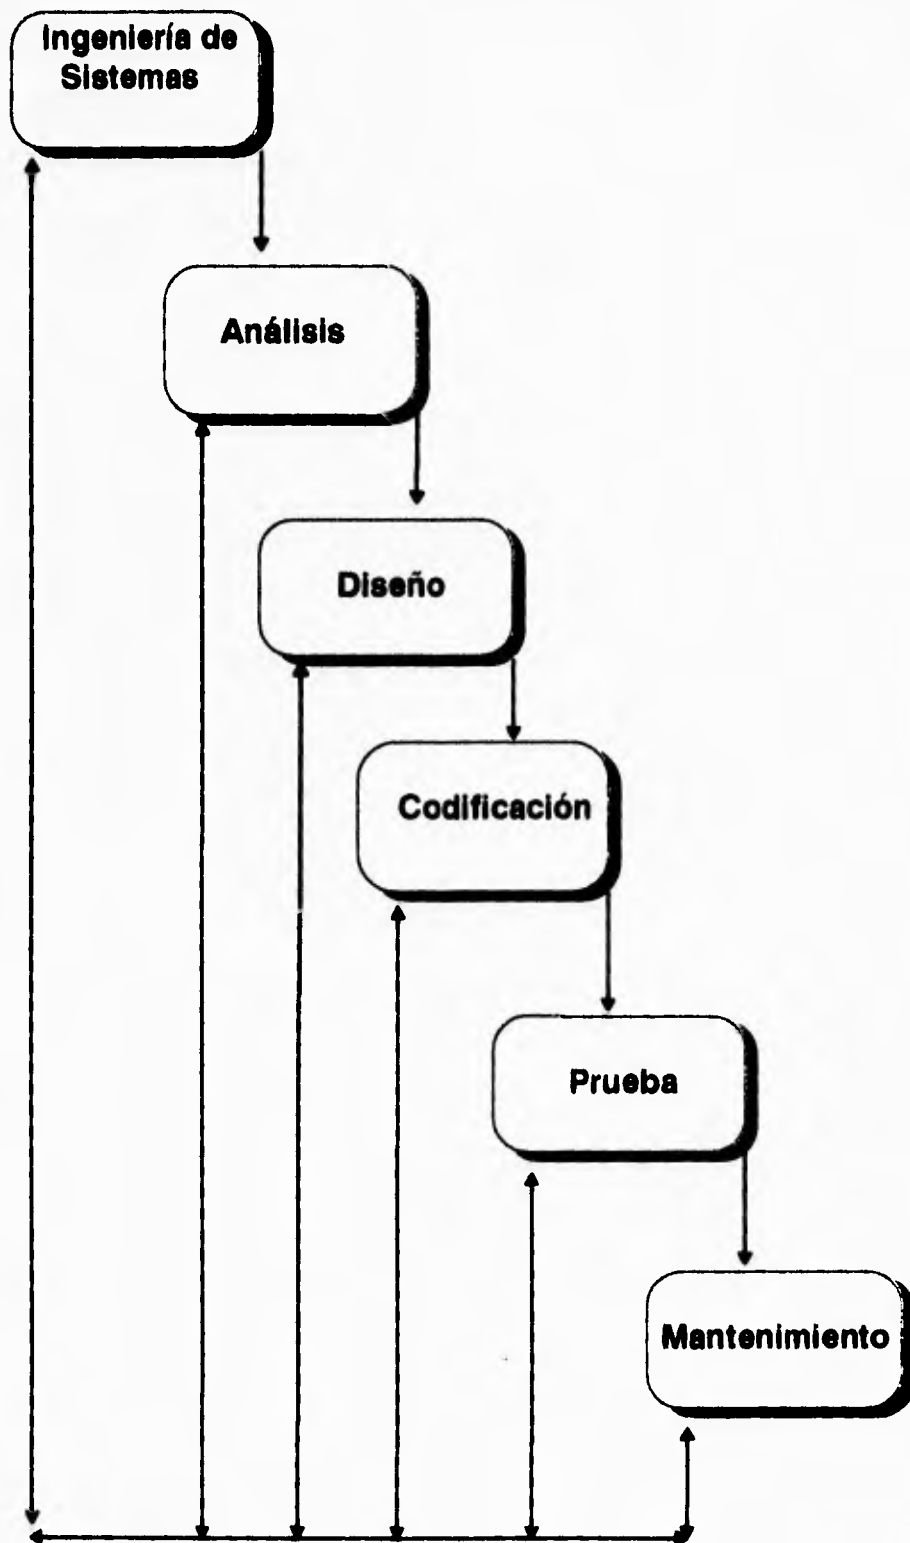 Ingeniería de
Sistemas
Análisis
Diseño
Codificación
Prueba
Mantenimiento